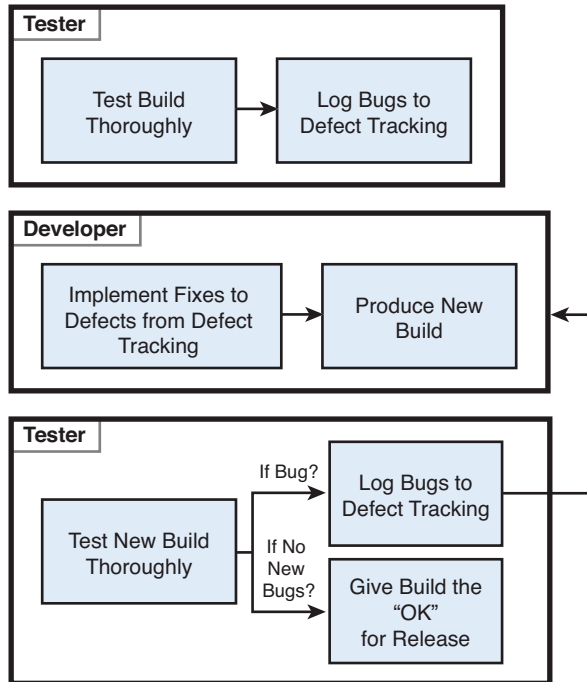 Tester
Test Build
Thoroughly
Log Bugs to
Defect Tracking
Developer
Implement Fixes to
Defects from Defect
Tracking
Produce New
Build
Tester
Test New Build
Thoroughly
If Bug?
Log Bugs to
Defect Tracking
If No
New
Bugs?
Give Build the
“OK”
for Release